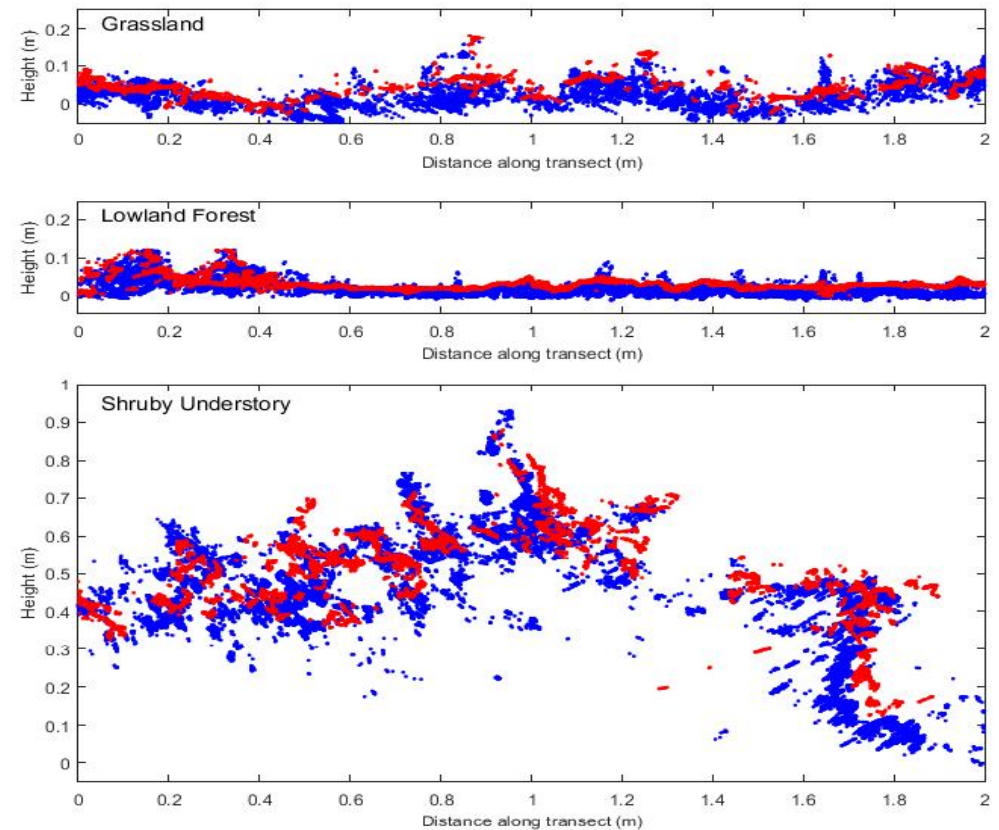 Grassland
Height (m)
0.2
0.1
0
0 0.2 0.4 0.6 0.8 1 1.2 1.4 1.6 1.8 2
Distance along transect (m)
Lowland Forest
Height (m)
0.2
0.1
0
0 0.2 0.4 0.6 0.8 1 1.2 1.4 1.6 1.8 2
Distance along transect (m)
Shruby Understory
Height (m)
1
0.9
0.8
0.7
0.6
0.5
0.4
0.3
0.2
0.1
0
0 0.2 0.4 0.6 0.8 1 1.2 1.4 1.6 1.8 2
Distance along transect (m)